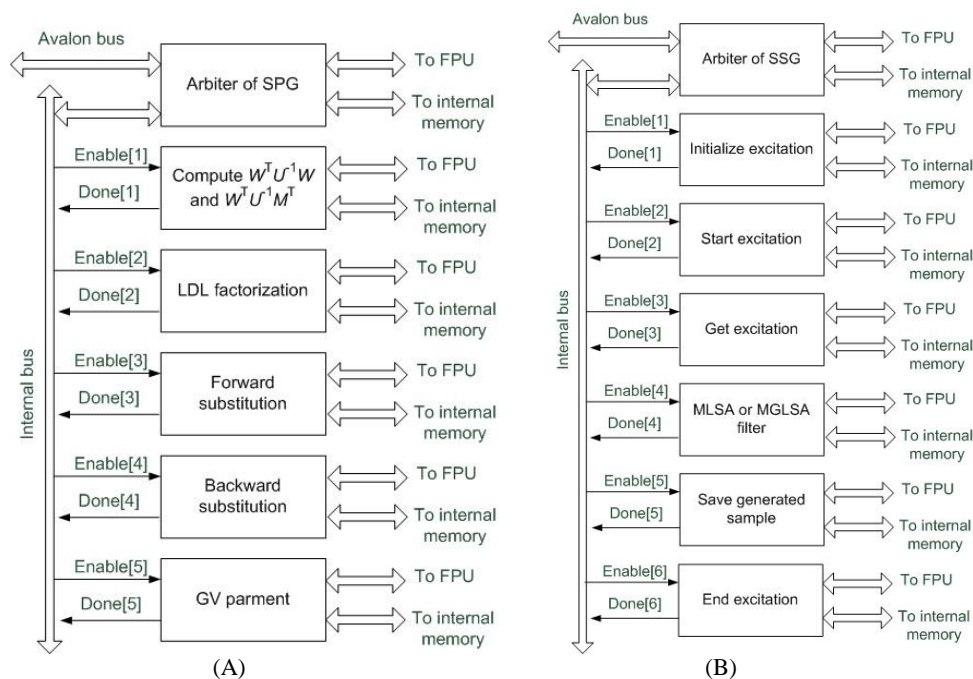 Avalon bus
Arbiter of SPG
To FPU
To internal
memory
Enable[1]
Done[1]
Compute WᵀU⁻¹W
and WᵀU⁻¹Mᵀ
To FPU
To internal
memory
Enable[2]
Done[2]
LDL factorization
To FPU
To internal
memory
Enable[3]
Done[3]
Forward
substitution
To FPU
To internal
memory
Enable[4]
Done[4]
Backward
substitution
To FPU
To internal
memory
Enable[5]
Done[5]
GV parment
To FPU
To internal
memory
Internal bus
(A)
Avalon bus
Arbiter of SSG
To FPU
To internal
memory
Enable[1]
Done[1]
Initialize excitation
To FPU
To internal
memory
Enable[2]
Done[2]
Start excitation
To FPU
To internal
memory
Enable[3]
Done[3]
Get excitation
To FPU
To internal
memory
Enable[4]
Done[4]
MLSA or MGLSA
filter
To FPU
To internal
memory
Enable[5]
Done[5]
Save generated
sample
To FPU
To internal
memory
Enable[6]
Done[6]
End excitation
To FPU
To internal
memory
Internal bus
(B)